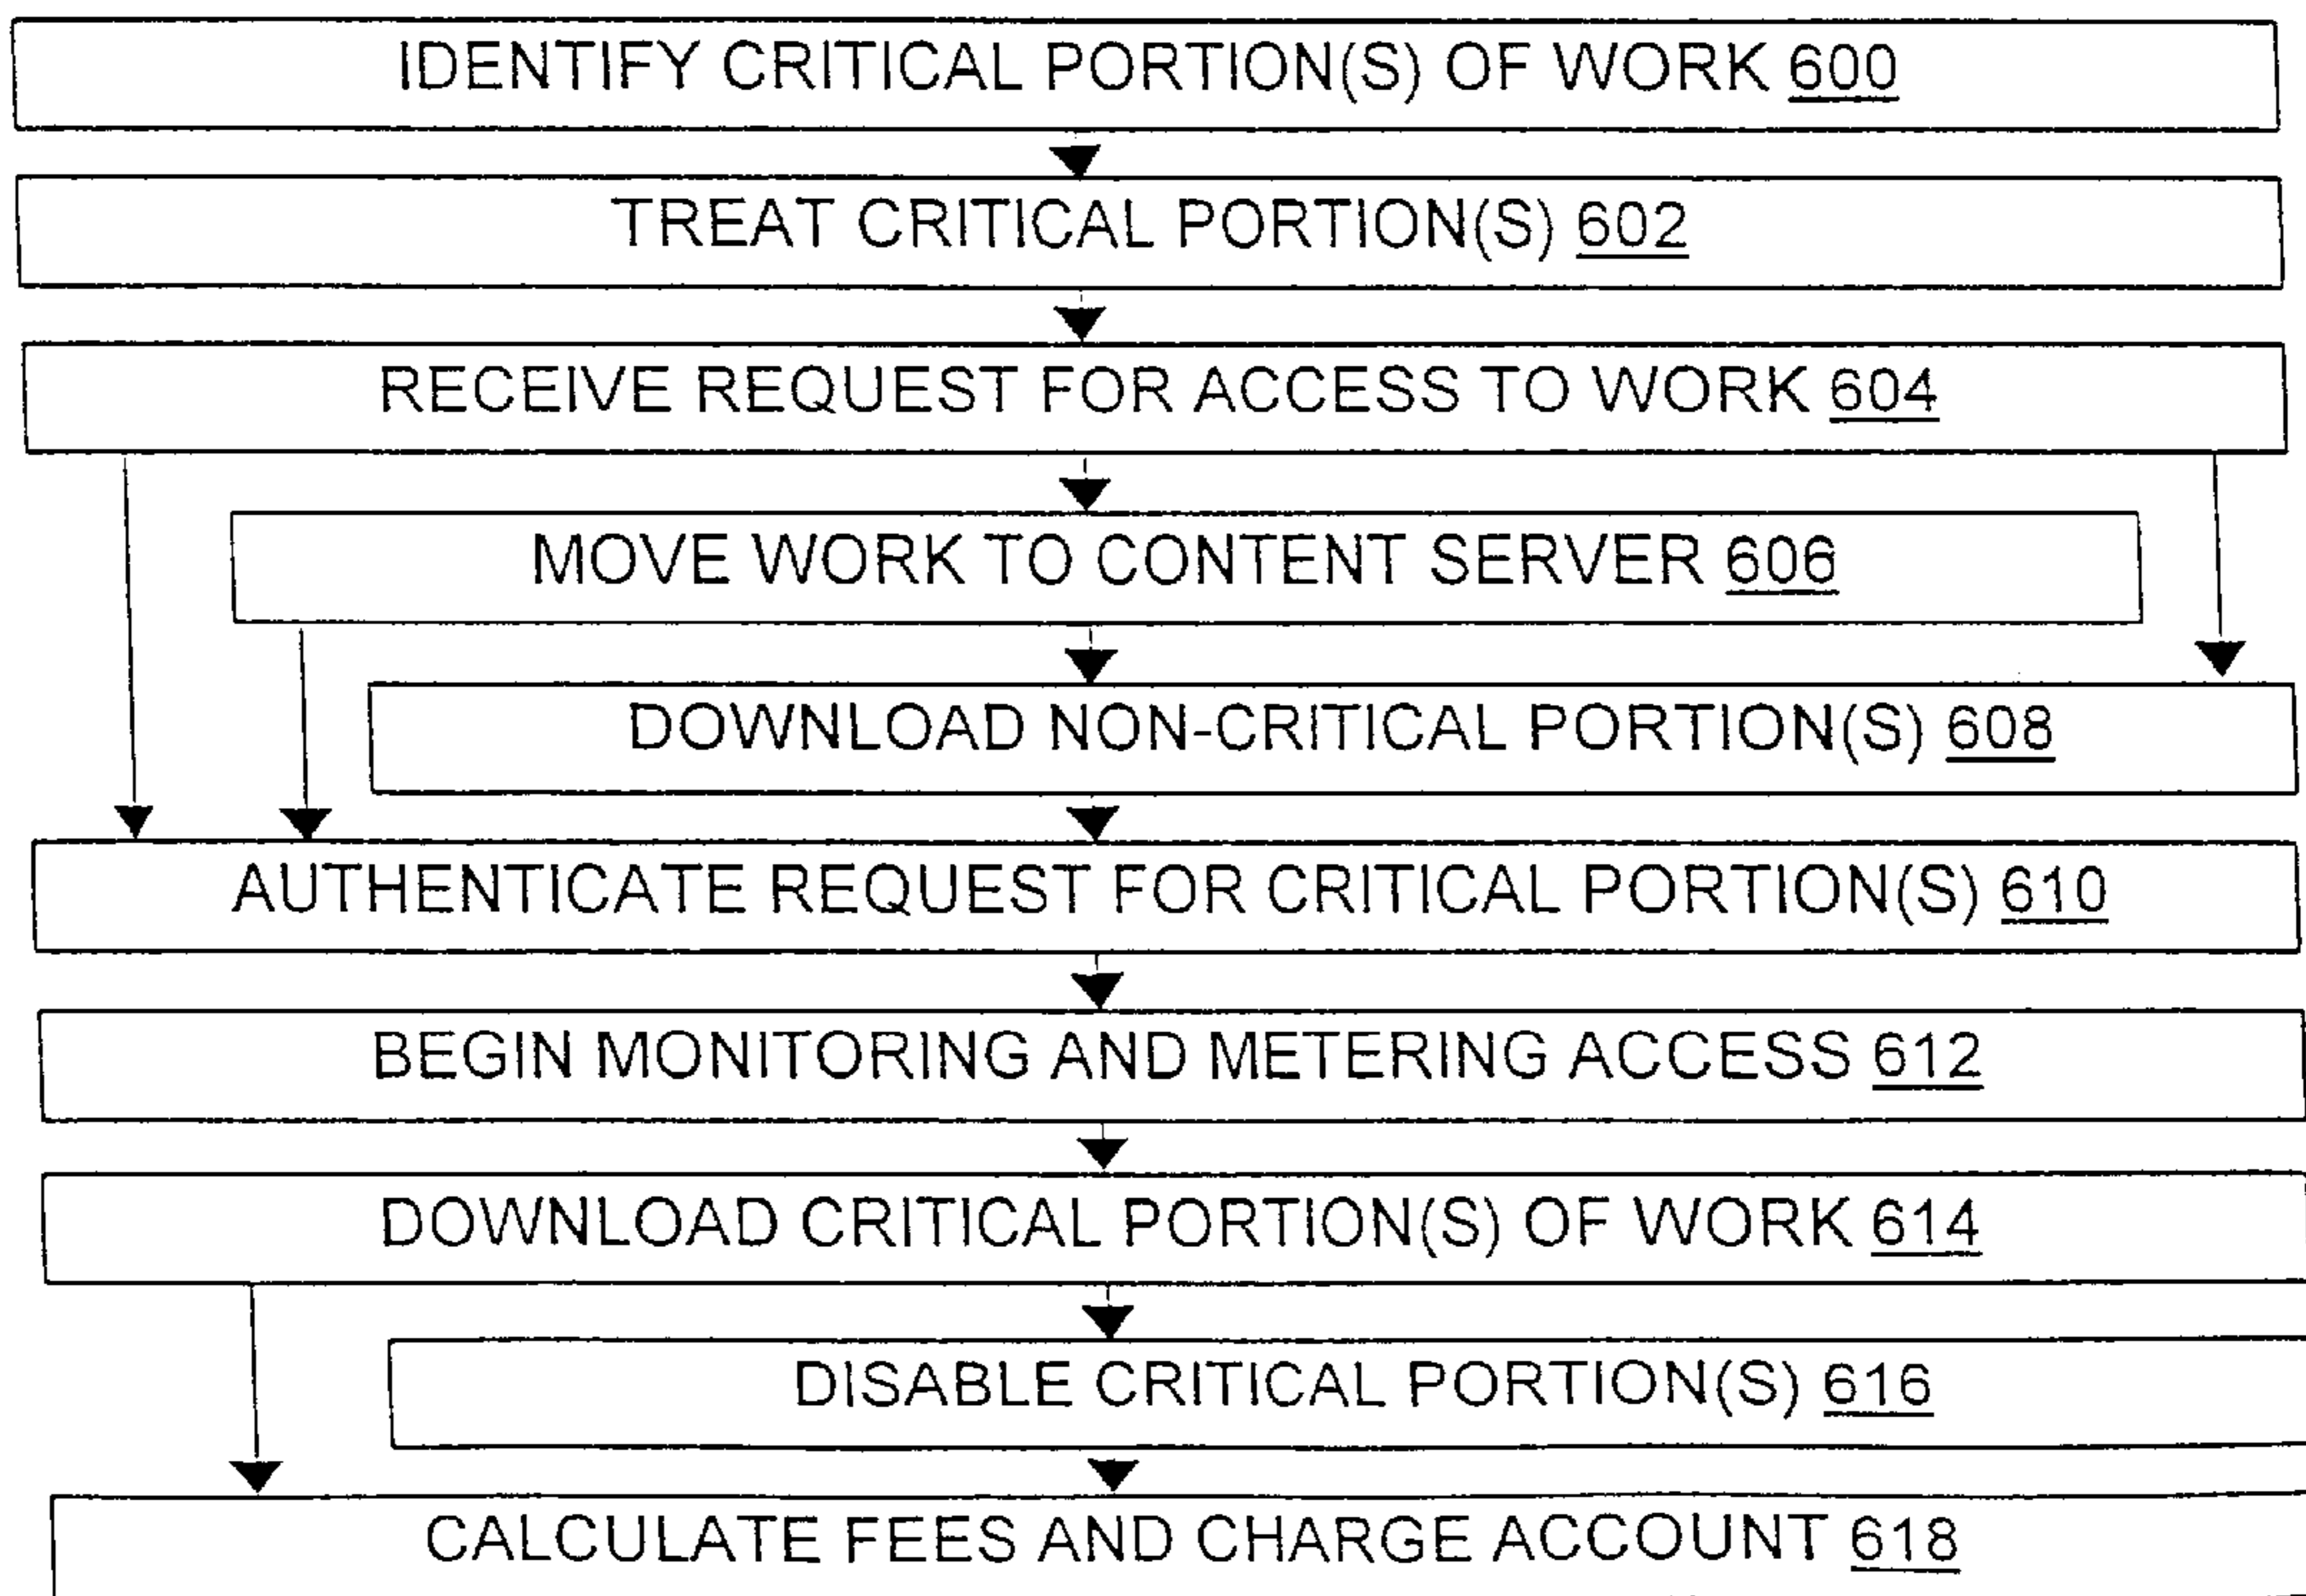 IDENTIFY CRITICAL PORTION(S) OF WORK 600
TREAT CRITICAL PORTION(S) 602
RECEIVE REQUEST FOR ACCESS TO WORK 604
MOVE WORK TO CONTENT SERVER 606
DOWNLOAD NON-CRITICAL PORTION(S) 608
AUTHENTICATE REQUEST FOR CRITICAL PORTION(S) 610
BEGIN MONITORING AND METERING ACCESS 612
DOWNLOAD CRITICAL PORTION(S) OF WORK 614
DISABLE CRITICAL PORTION(S) 616
CALCULATE FEES AND CHARGE ACCOUNT 618